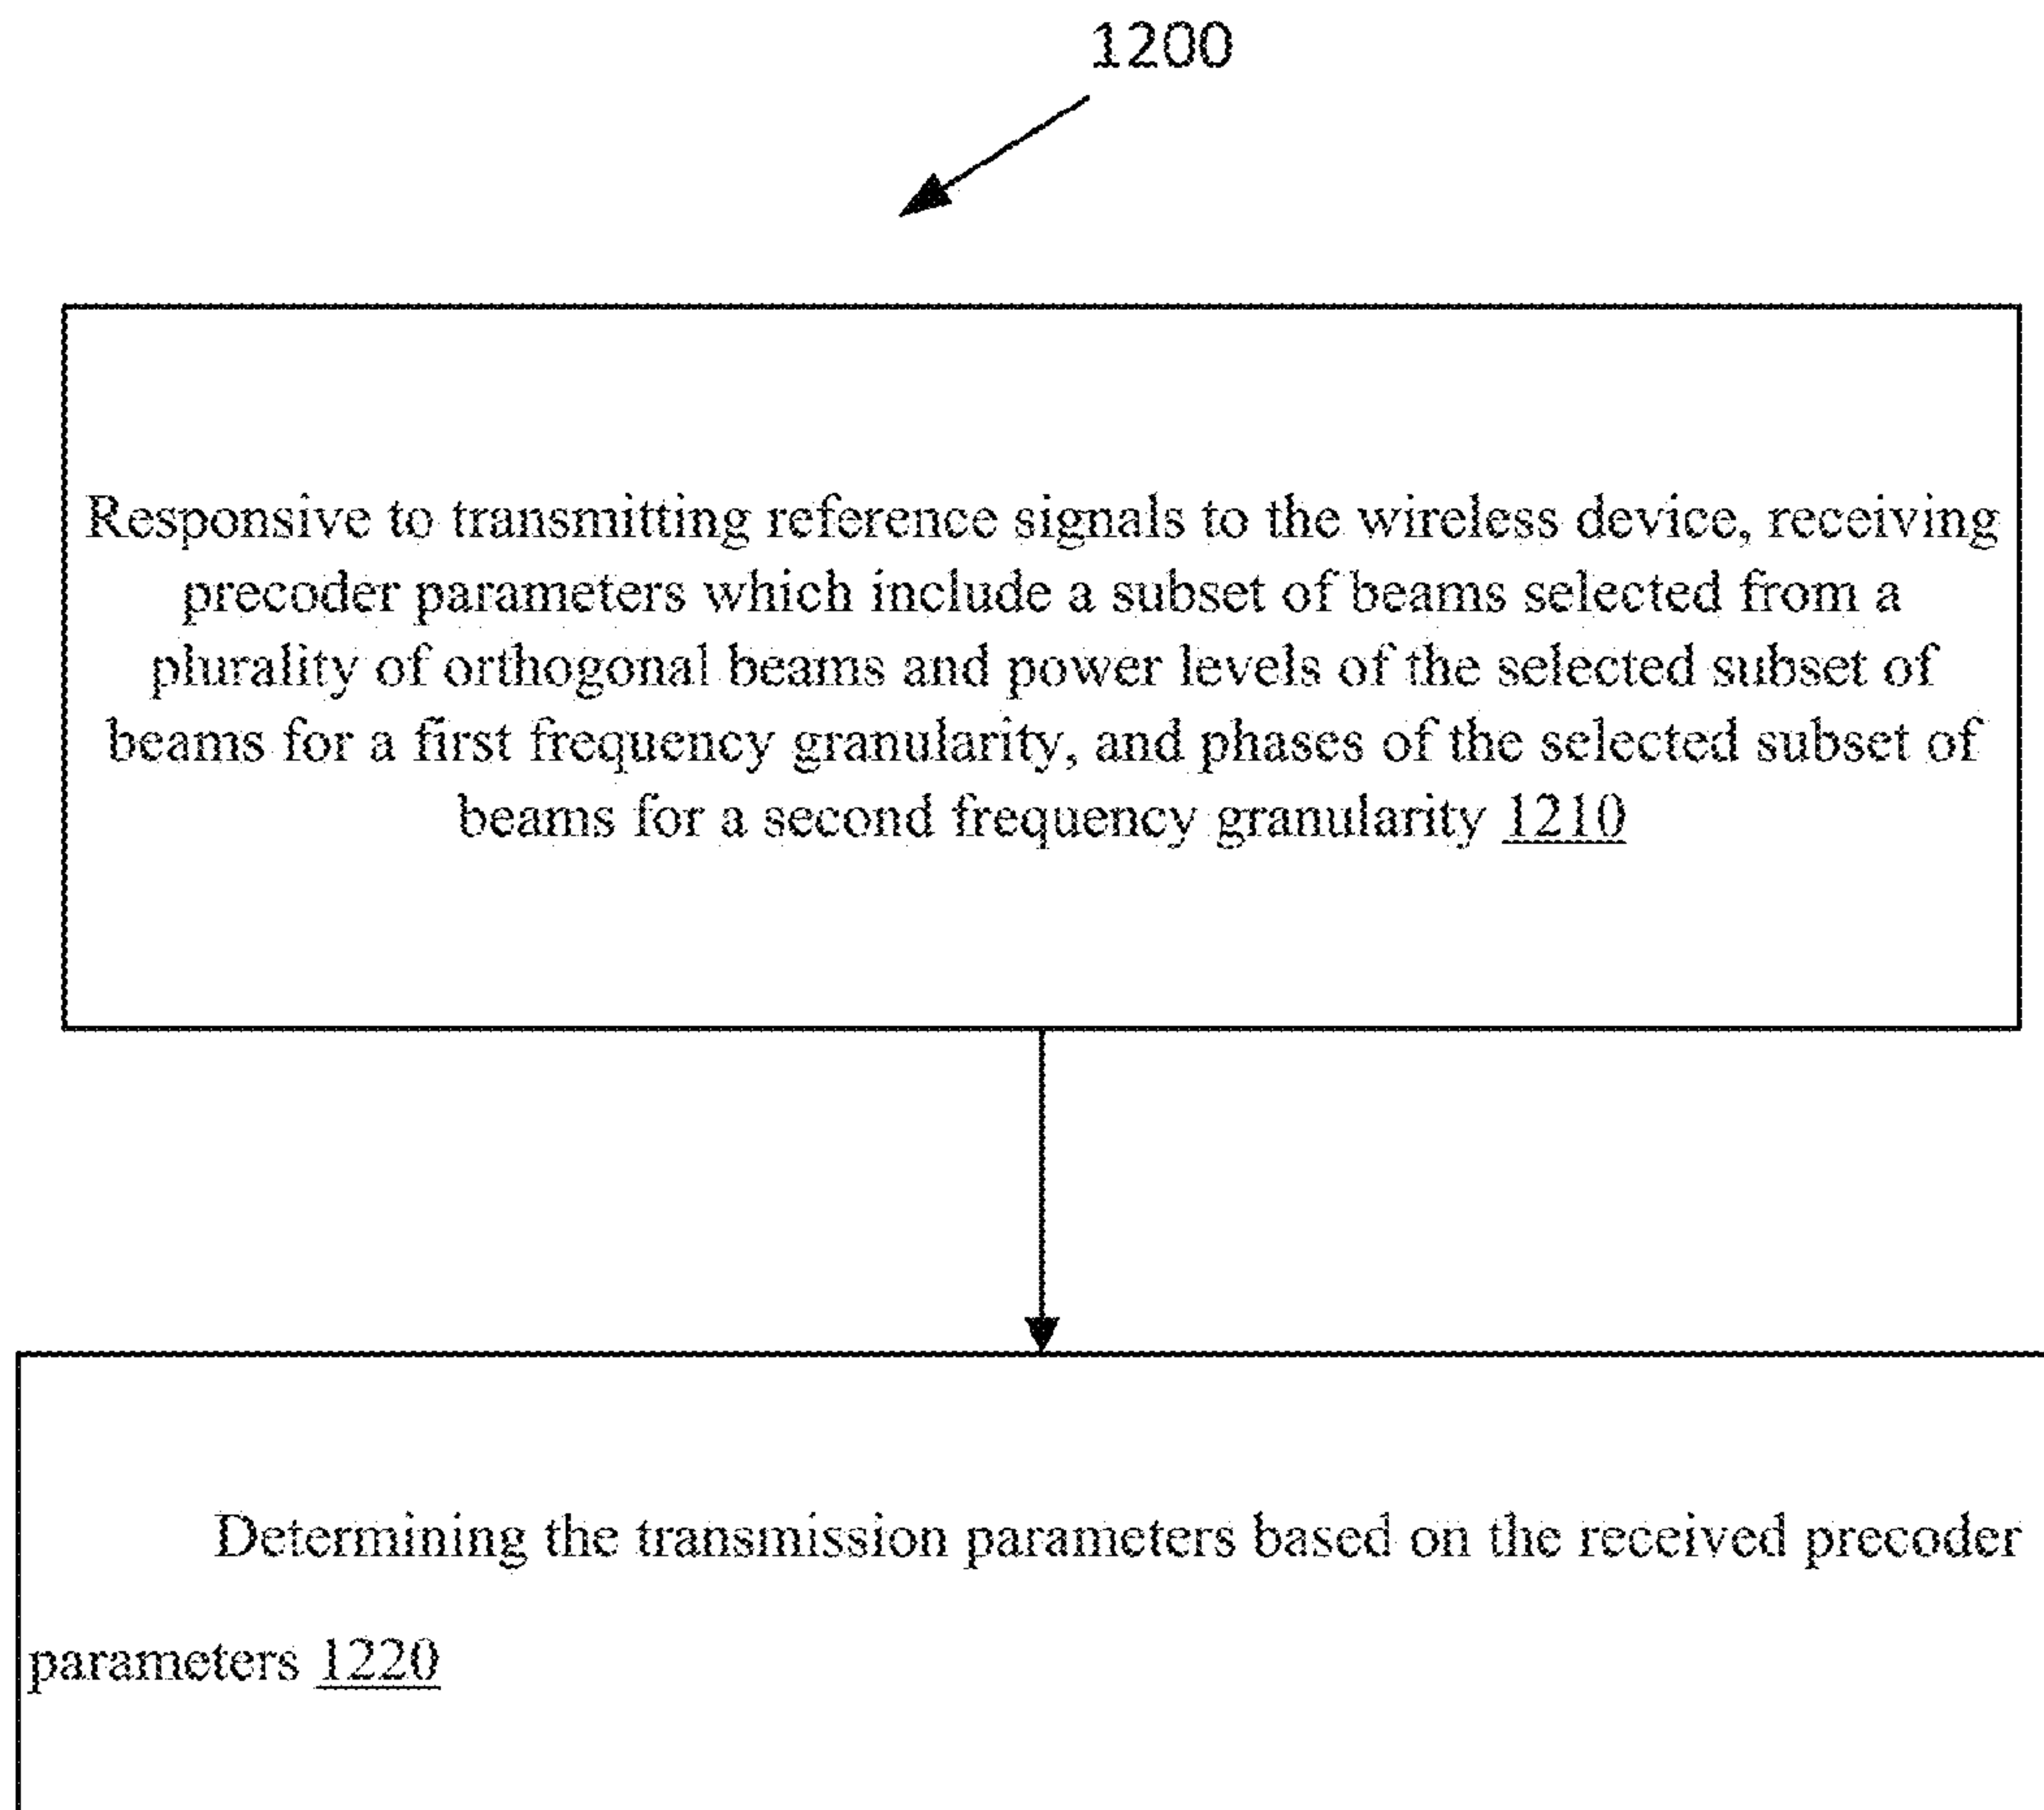 1200
Responsive to transmitting reference signals to the wireless device, receiving
precoder parameters which include a subset of beams selected from a
plurality of orthogonal beams and power levels of the selected subset of
beams for a first frequency granularity, and phases of the selected subset of
beams for a second frequency granularity 1210
Determining the transmission parameters based on the received precoder
parameters 1220